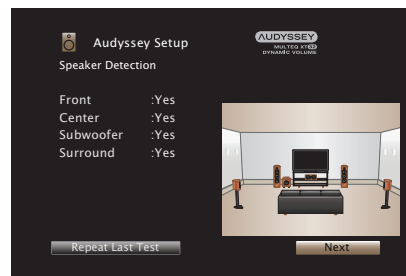 Audyssey Setup
AUDYSSEY
MULTEQ XT32
DYNAMIC VOLUME
Speaker Detection
Front :Yes
Center :Yes
Subwoofer :Yes
Surround :Yes
Repeat Last Test
Next